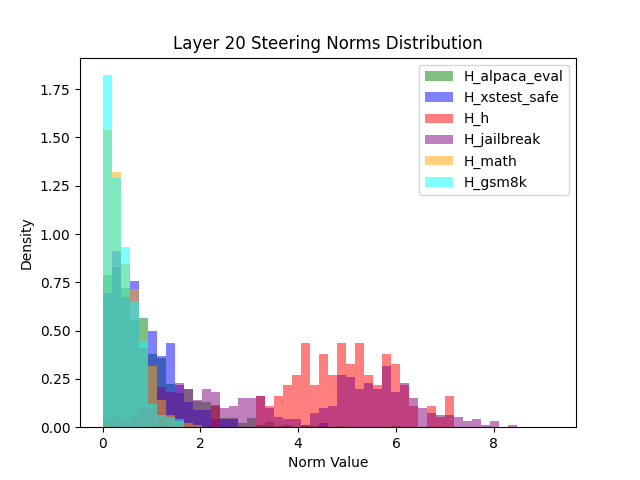 Layer 20 Steering Norms Distribution
H_alpaca_eval
H_xstest_safe
H_h
H_jailbreak
H_math
H_gsm8k
Density
1.75
1.50
1.25
1.00
0.75
0.50
0.25
0.00
0 2 4 6 8
Norm Value